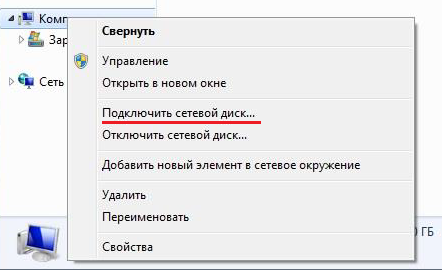 Комп
Свернуть
Зар
Управление
Сеть
Открыть в новом окне
Подключить сетевой диск...
Отключить сетевой диск...
Добавить новый элемент в сетевое окружение
Удалить
Переименовать
ГБ
Свойства